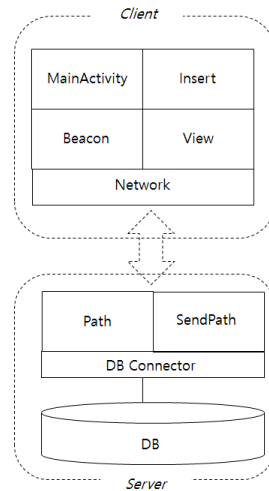 Client
MainActivity Insert
Beacon View
Network
Path SendPath
DB Connector
DB
Server